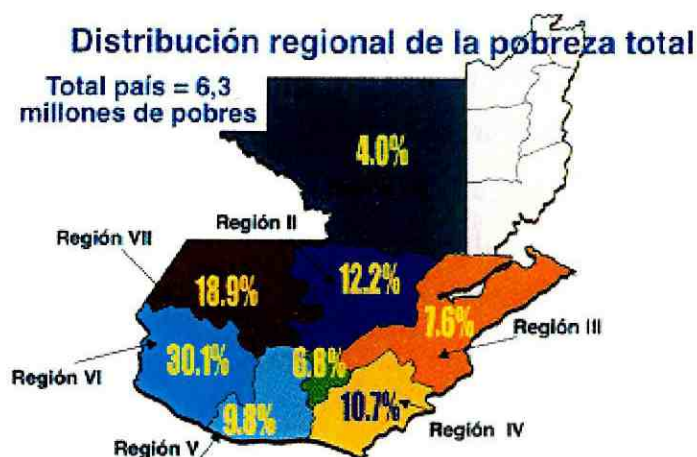 Distribución regional de la pobreza total
Total país = 6,3
millones de pobres
4.0%
Región II
Región VII
18.9%
12.2%
7.6%
Región III
30.1%
6.8%
Región VI
10.7%
9.8%
Región IV
Región V